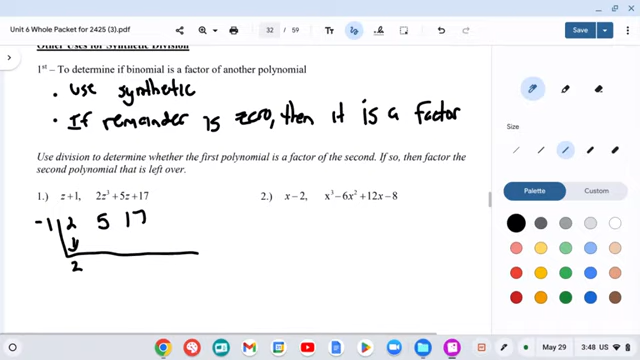 Unit 6 Whole Packet for 2425 (3).pdf
32 / 59
Save
Other Uses for Synthetic Division
1st – To determine if binomial is a factor of another polynomial
• Use synthetic
• If remainder is zero, then it is a factor
Use division to determine whether the first polynomial is a factor of the second. If so, then factor the
second polynomial that is left over.
1.) z + 1, 2z³ + 5z + 17
2.) x − 2, x³ − 6x² + 12x − 8
-1 2 5 17
2
Size
Palette Custom
May 29 3:48 US